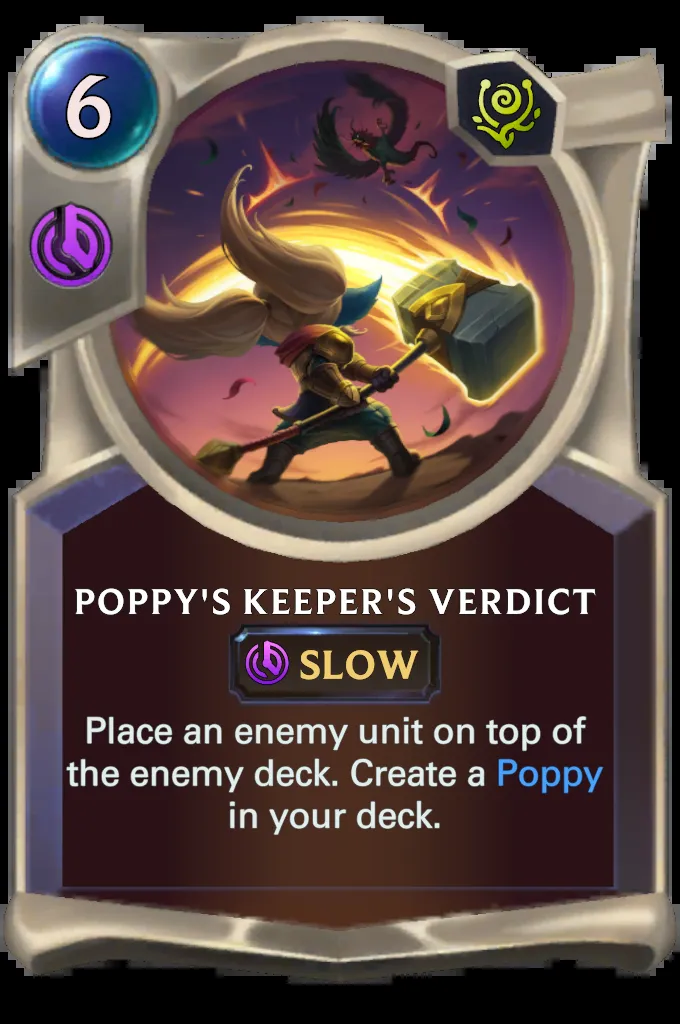 6
POPPY'S KEEPER'S VERDICT
SLOW
Place an enemy unit on top of
the enemy deck. Create a Poppy
in your deck.